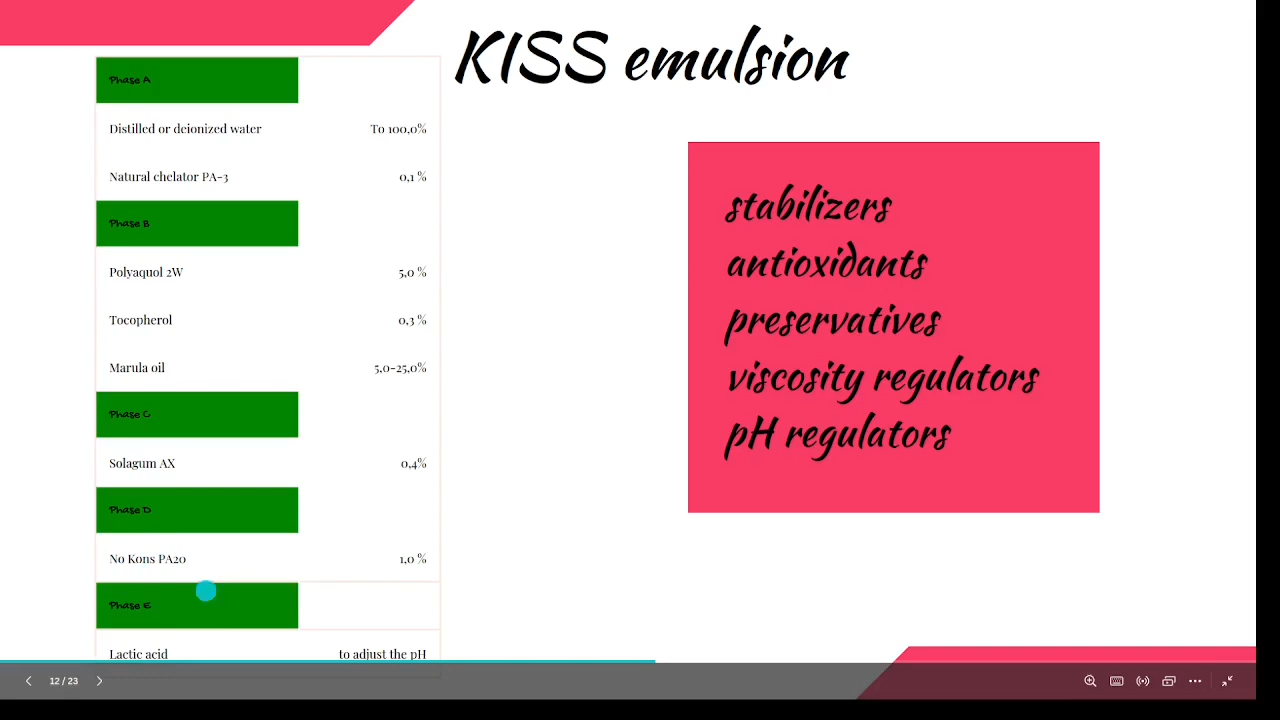 KISS emulsion
Phase A
Distilled or deionized water To 100,0%
Natural chelator PA-3 0,1 %
Phase B
Polyaquol 2W 5,0 %
Tocopherol 0,3 %
Marula oil 5,0-25,0%
Phase C
Solagum AX 0,4%
Phase D
No Kons PA20 1,0 %
Phase E
Lactic acid to adjust the pH
stabilizers
antioxidants
preservatives
viscosity regulators
pH regulators
12 / 23